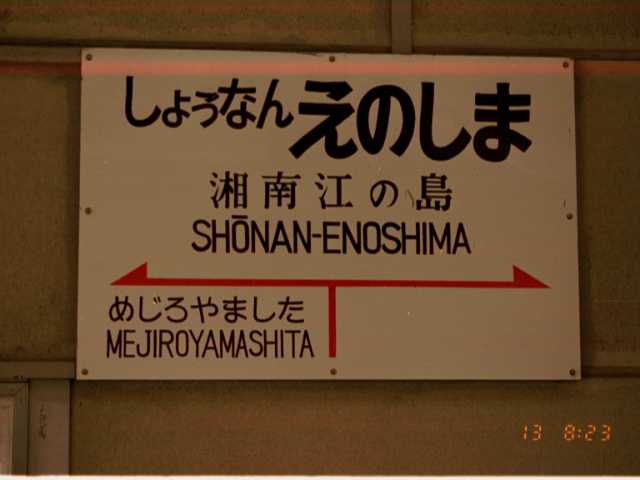 しょうなんえのしま
湘南江の島
SHŌNAN-ENOSHIMA
めじろやました
MEJIROYAMASHITA
13 8:23